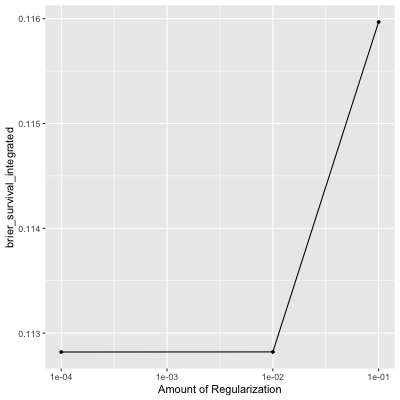 0.116
0.115
0.114
0.113
brier_survival_integrated
1e-04 1e-03 1e-02 1e-01
Amount of Regularization